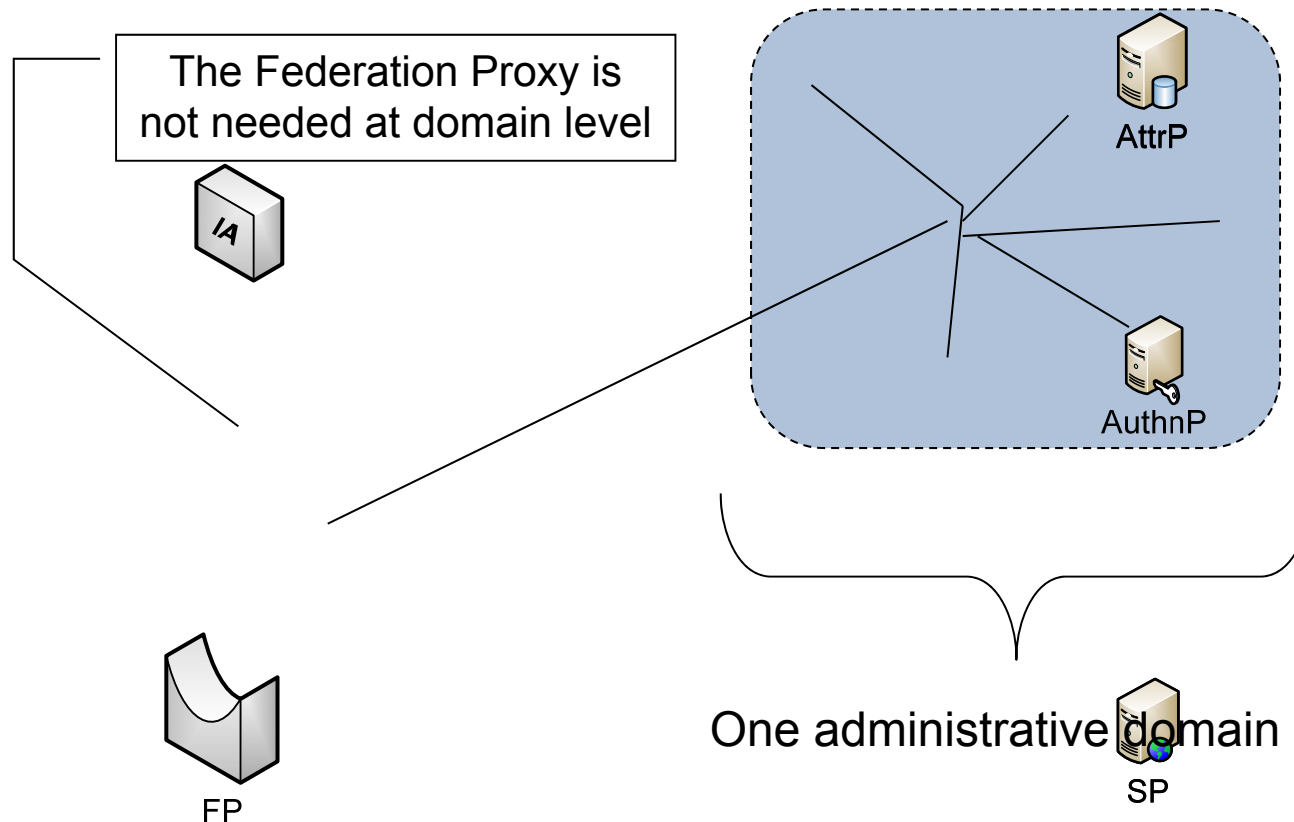 The Federation Proxy is
not needed at domain level
IA
AttrP
AuthnP
One administrative domain
SP
FP